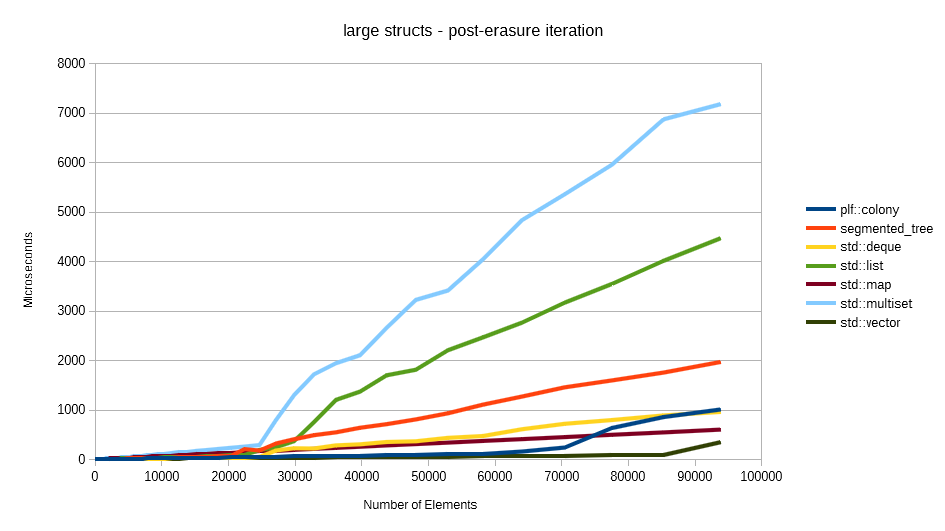 large structs - post-erasure iteration
8000
7000
6000
5000
4000
3000
2000
1000
0
Microseconds
0 10000 20000 30000 40000 50000 60000 70000 80000 90000 100000
Number of Elements
plf::colony
segmented_tree
std::deque
std::list
std::map
std::multiset
std::vector